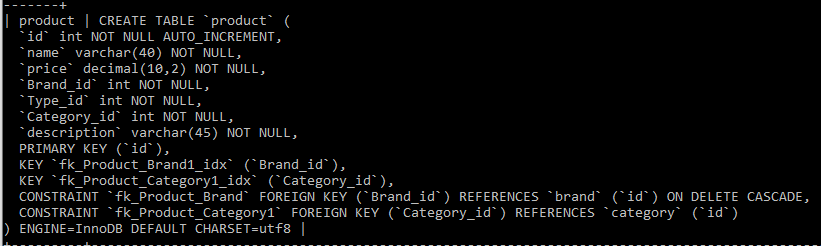 -------+
| product | CREATE TABLE `product` (
  `id` int NOT NULL AUTO_INCREMENT,
  `name` varchar(40) NOT NULL,
  `price` decimal(10,2) NOT NULL,
  `Brand_id` int NOT NULL,
  `Type_id` int NOT NULL,
  `Category_id` int NOT NULL,
  `description` varchar(45) NOT NULL,
  PRIMARY KEY (`id`),
  KEY `fk_Product_Brand1_idx` (`Brand_id`),
  KEY `fk_Product_Category1_idx` (`Category_id`),
  CONSTRAINT `fk_Product_Brand` FOREIGN KEY (`Brand_id`) REFERENCES `brand` (`id`) ON DELETE CASCADE,
  CONSTRAINT `fk_Product_Category1` FOREIGN KEY (`Category_id`) REFERENCES `category` (`id`)
) ENGINE=InnoDB DEFAULT CHARSET=utf8 |
+---------+------------------------------------------------------------------------------------------